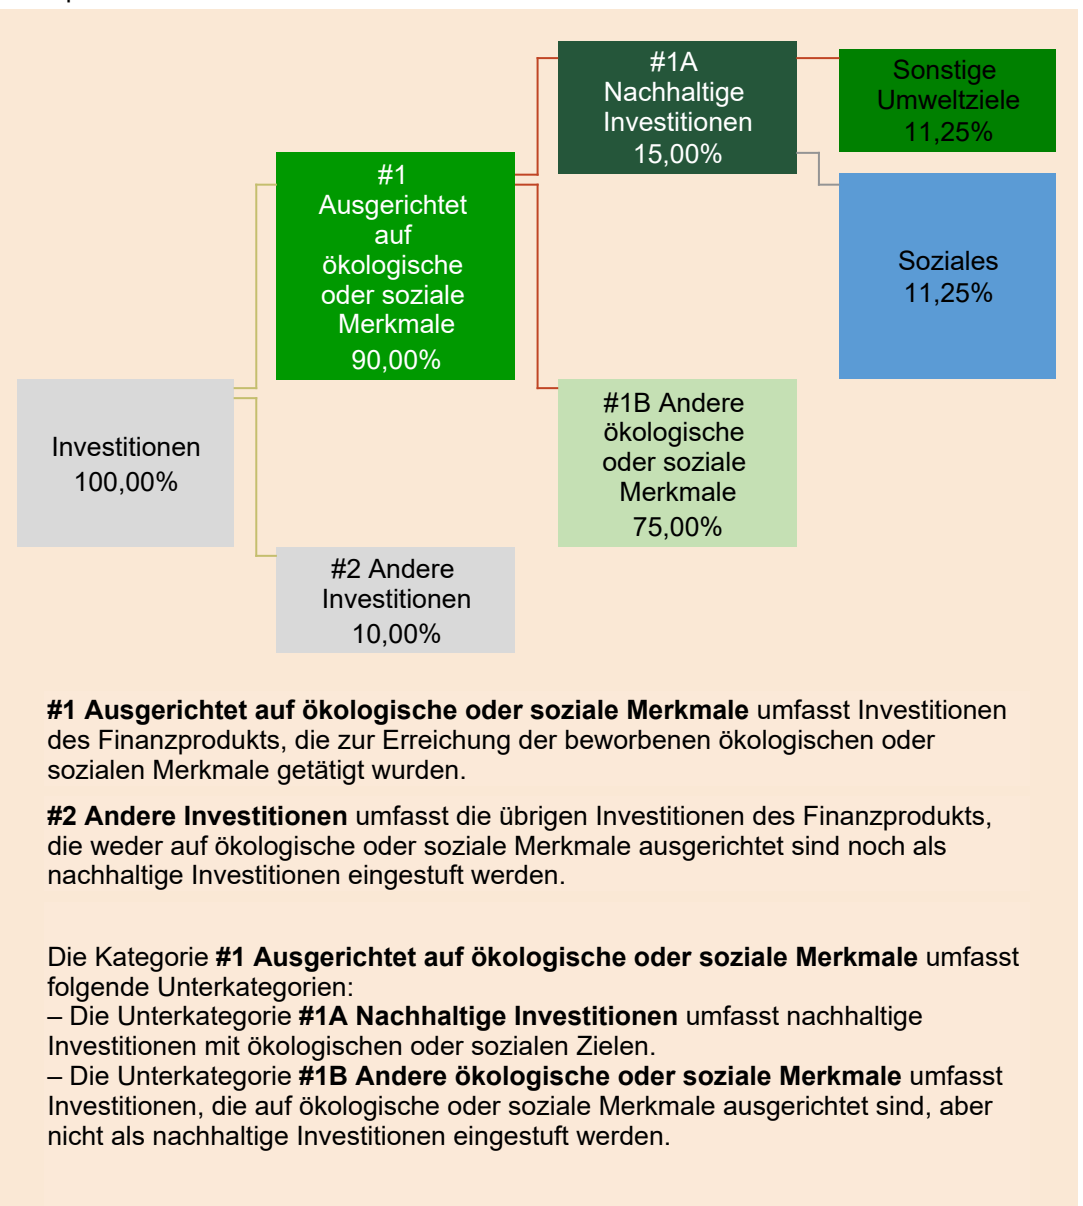 #1A
Nachhaltige
Investitionen
15,00%
Sonstige
Umweltziele
11,25%
#1
Ausgerichtet
auf
ökologische
oder soziale
Merkmale
90,00%
Soziales
11,25%
Investitionen
100,00%
#1B Andere
ökologische
oder soziale
Merkmale
75,00%
#2 Andere
Investitionen
10,00%
#1 Ausgerichtet auf ökologische oder soziale Merkmale umfasst Investitionen
des Finanzprodukts, die zur Erreichung der beworbenen ökologischen oder
sozialen Merkmale getätigt wurden.
#2 Andere Investitionen umfasst die übrigen Investitionen des Finanzprodukts,
die weder auf ökologische oder soziale Merkmale ausgerichtet sind noch als
nachhaltige Investitionen eingestuft werden.
Die Kategorie #1 Ausgerichtet auf ökologische oder soziale Merkmale umfasst
folgende Unterkategorien:
– Die Unterkategorie #1A Nachhaltige Investitionen umfasst nachhaltige
Investitionen mit ökologischen oder sozialen Zielen.
– Die Unterkategorie #1B Andere ökologische oder soziale Merkmale umfasst
Investitionen, die auf ökologische oder soziale Merkmale ausgerichtet sind, aber
nicht als nachhaltige Investitionen eingestuft werden.